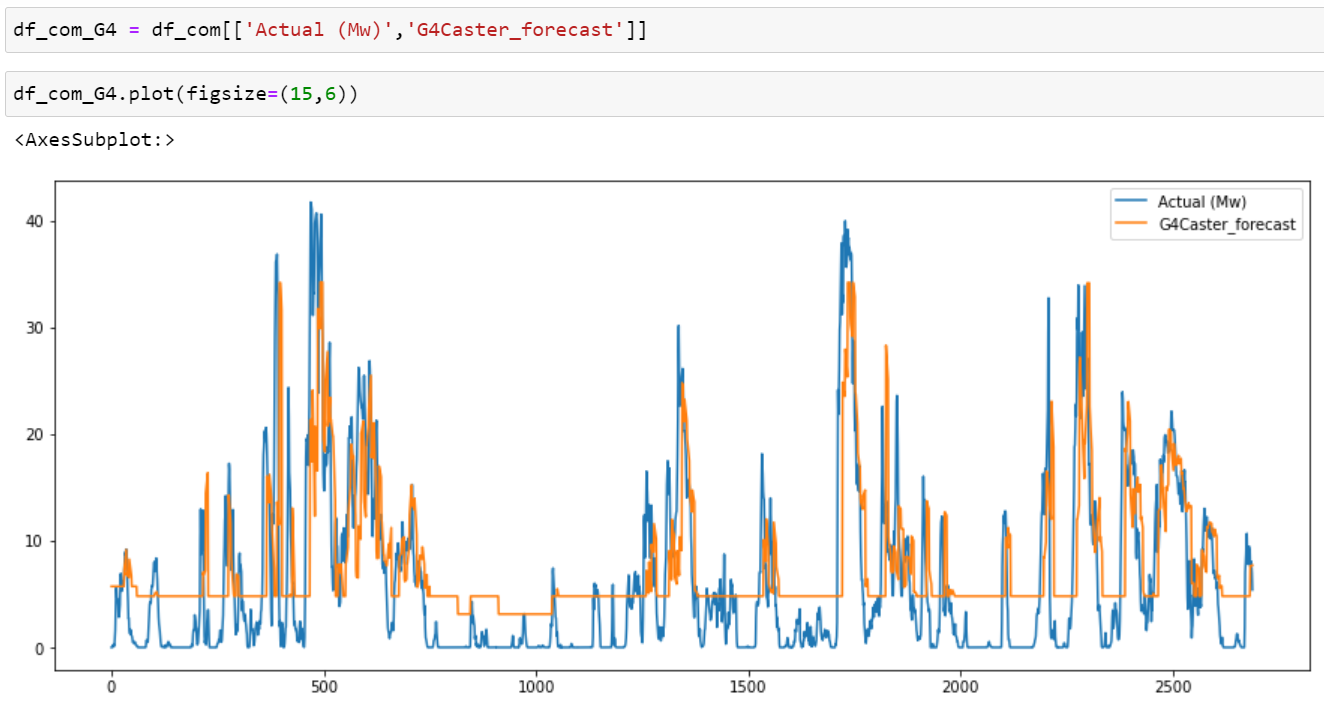 df_com_G4 = df_com[['Actual (Mw)','G4Caster_forecast']]
df_com_G4.plot(figsize=(15,6))
<AxesSubplot:>
Actual (Mw)
G4Caster_forecast
40
30
20
10
0
0 500 1000 1500 2000 2500